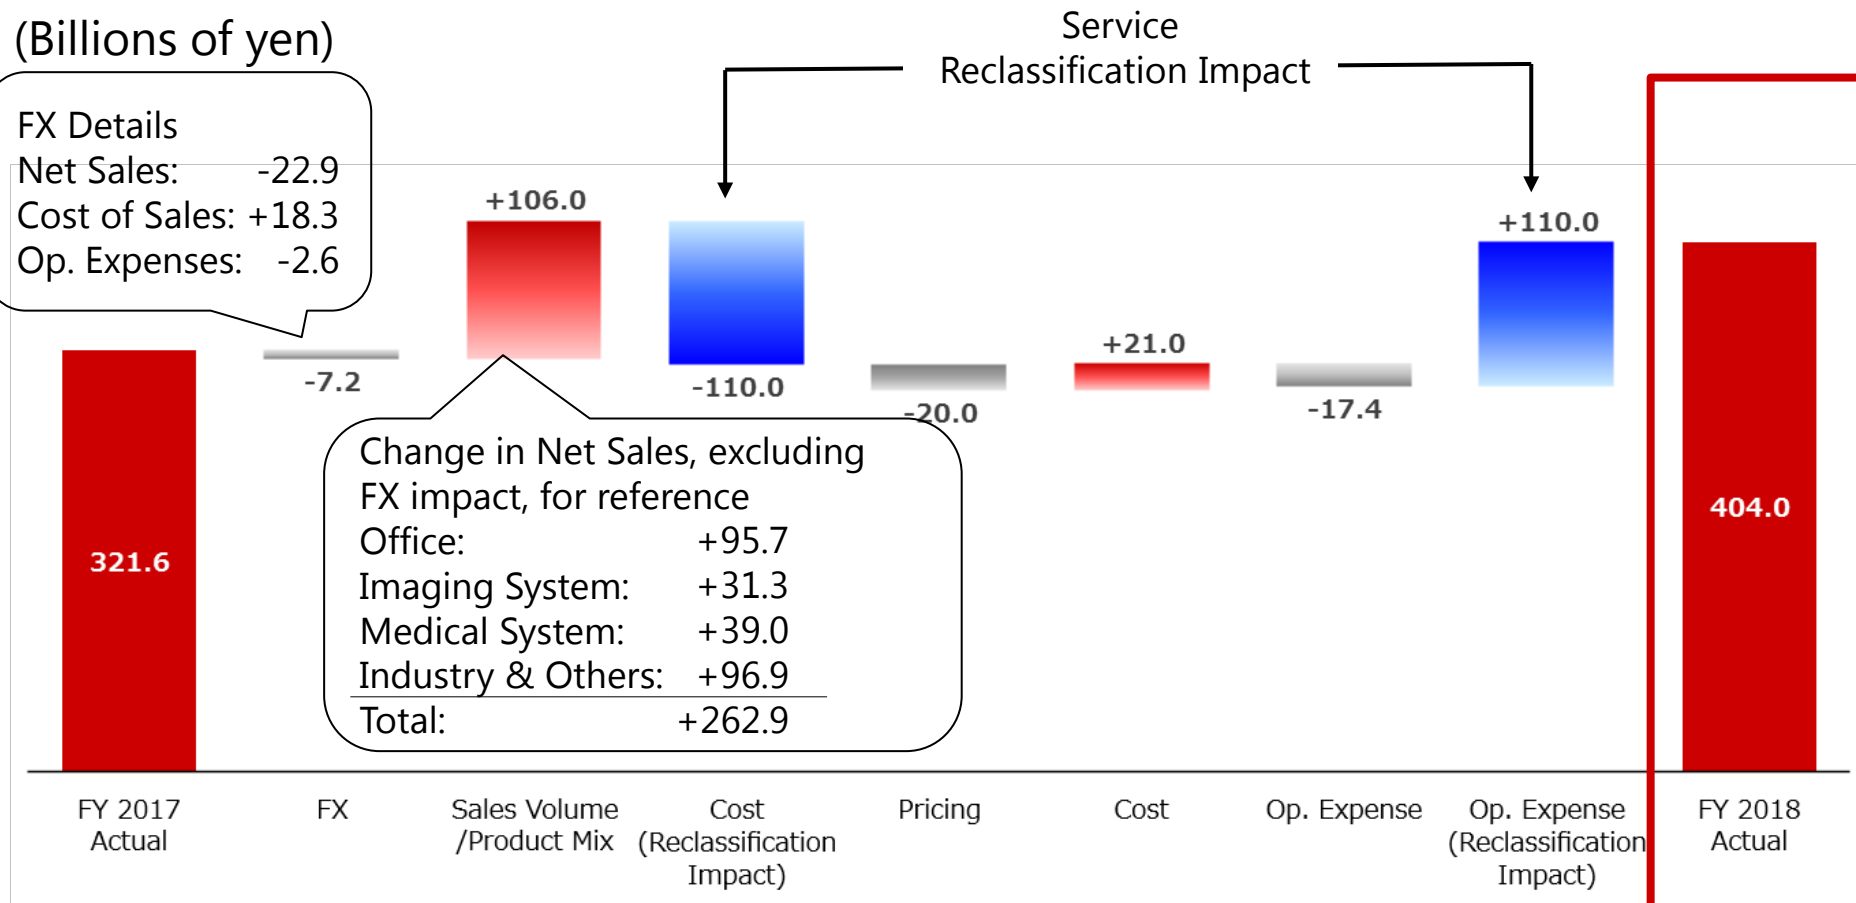 (Billions of yen)
Service
Reclassification Impact
FX Details
Net Sales: -22.9
Cost of Sales: +18.3
Op. Expenses: -2.6
+106.0
+110.0
-7.2
-110.0
-20.0
+21.0
-17.4
Change in Net Sales, excluding
FX impact, for reference
Office: +95.7
Imaging System: +31.3
Medical System: +39.0
Industry & Others: +96.9
Total: +262.9
321.6
404.0
FY 2017
Actual
FX
Sales Volume
/Product Mix
Cost
(Reclassification
Impact)
Pricing
Cost
Op. Expense
Op. Expense
(Reclassification
Impact)
FY 2018
Actual